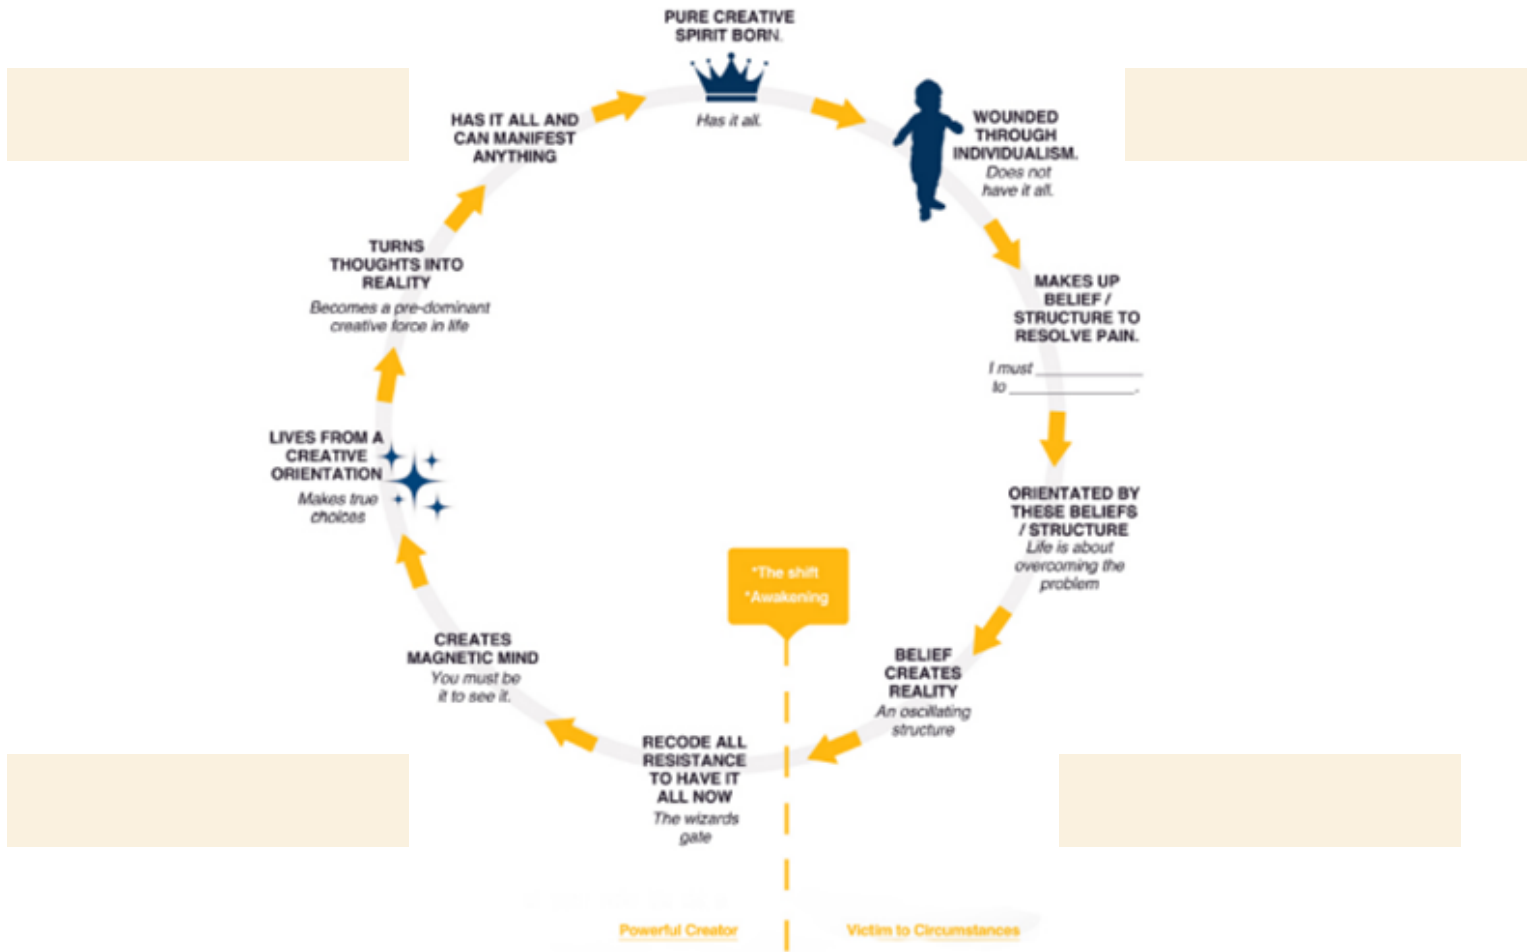 PURE CREATIVE
SPIRIT BORN.
Has it all.
WOUNDED
THROUGH
INDIVIDUALISM.
Does not
have it all.
MAKES UP
BELIEF /
STRUCTURE TO
RESOLVE PAIN.
I must ______________
to ________________.
ORIENTATED BY
THESE BELIEFS
/ STRUCTURE
Life is about
overcoming the
problem
BELIEF
CREATES
REALITY
An oscillating
structure
*The shift
*Awakening
RECODE ALL
RESISTANCE
TO HAVE IT
ALL NOW
The wizards
gate
CREATES
MAGNETIC MIND
You must be
it to see it.
LIVES FROM A
CREATIVE
ORIENTATION
Makes true
choices
TURNS
THOUGHTS INTO
REALITY
Becomes a pre-dominant
creative force in life
HAS IT ALL AND
CAN MANIFEST
ANYTHING
Powerful Creator
Victim to Circumstances